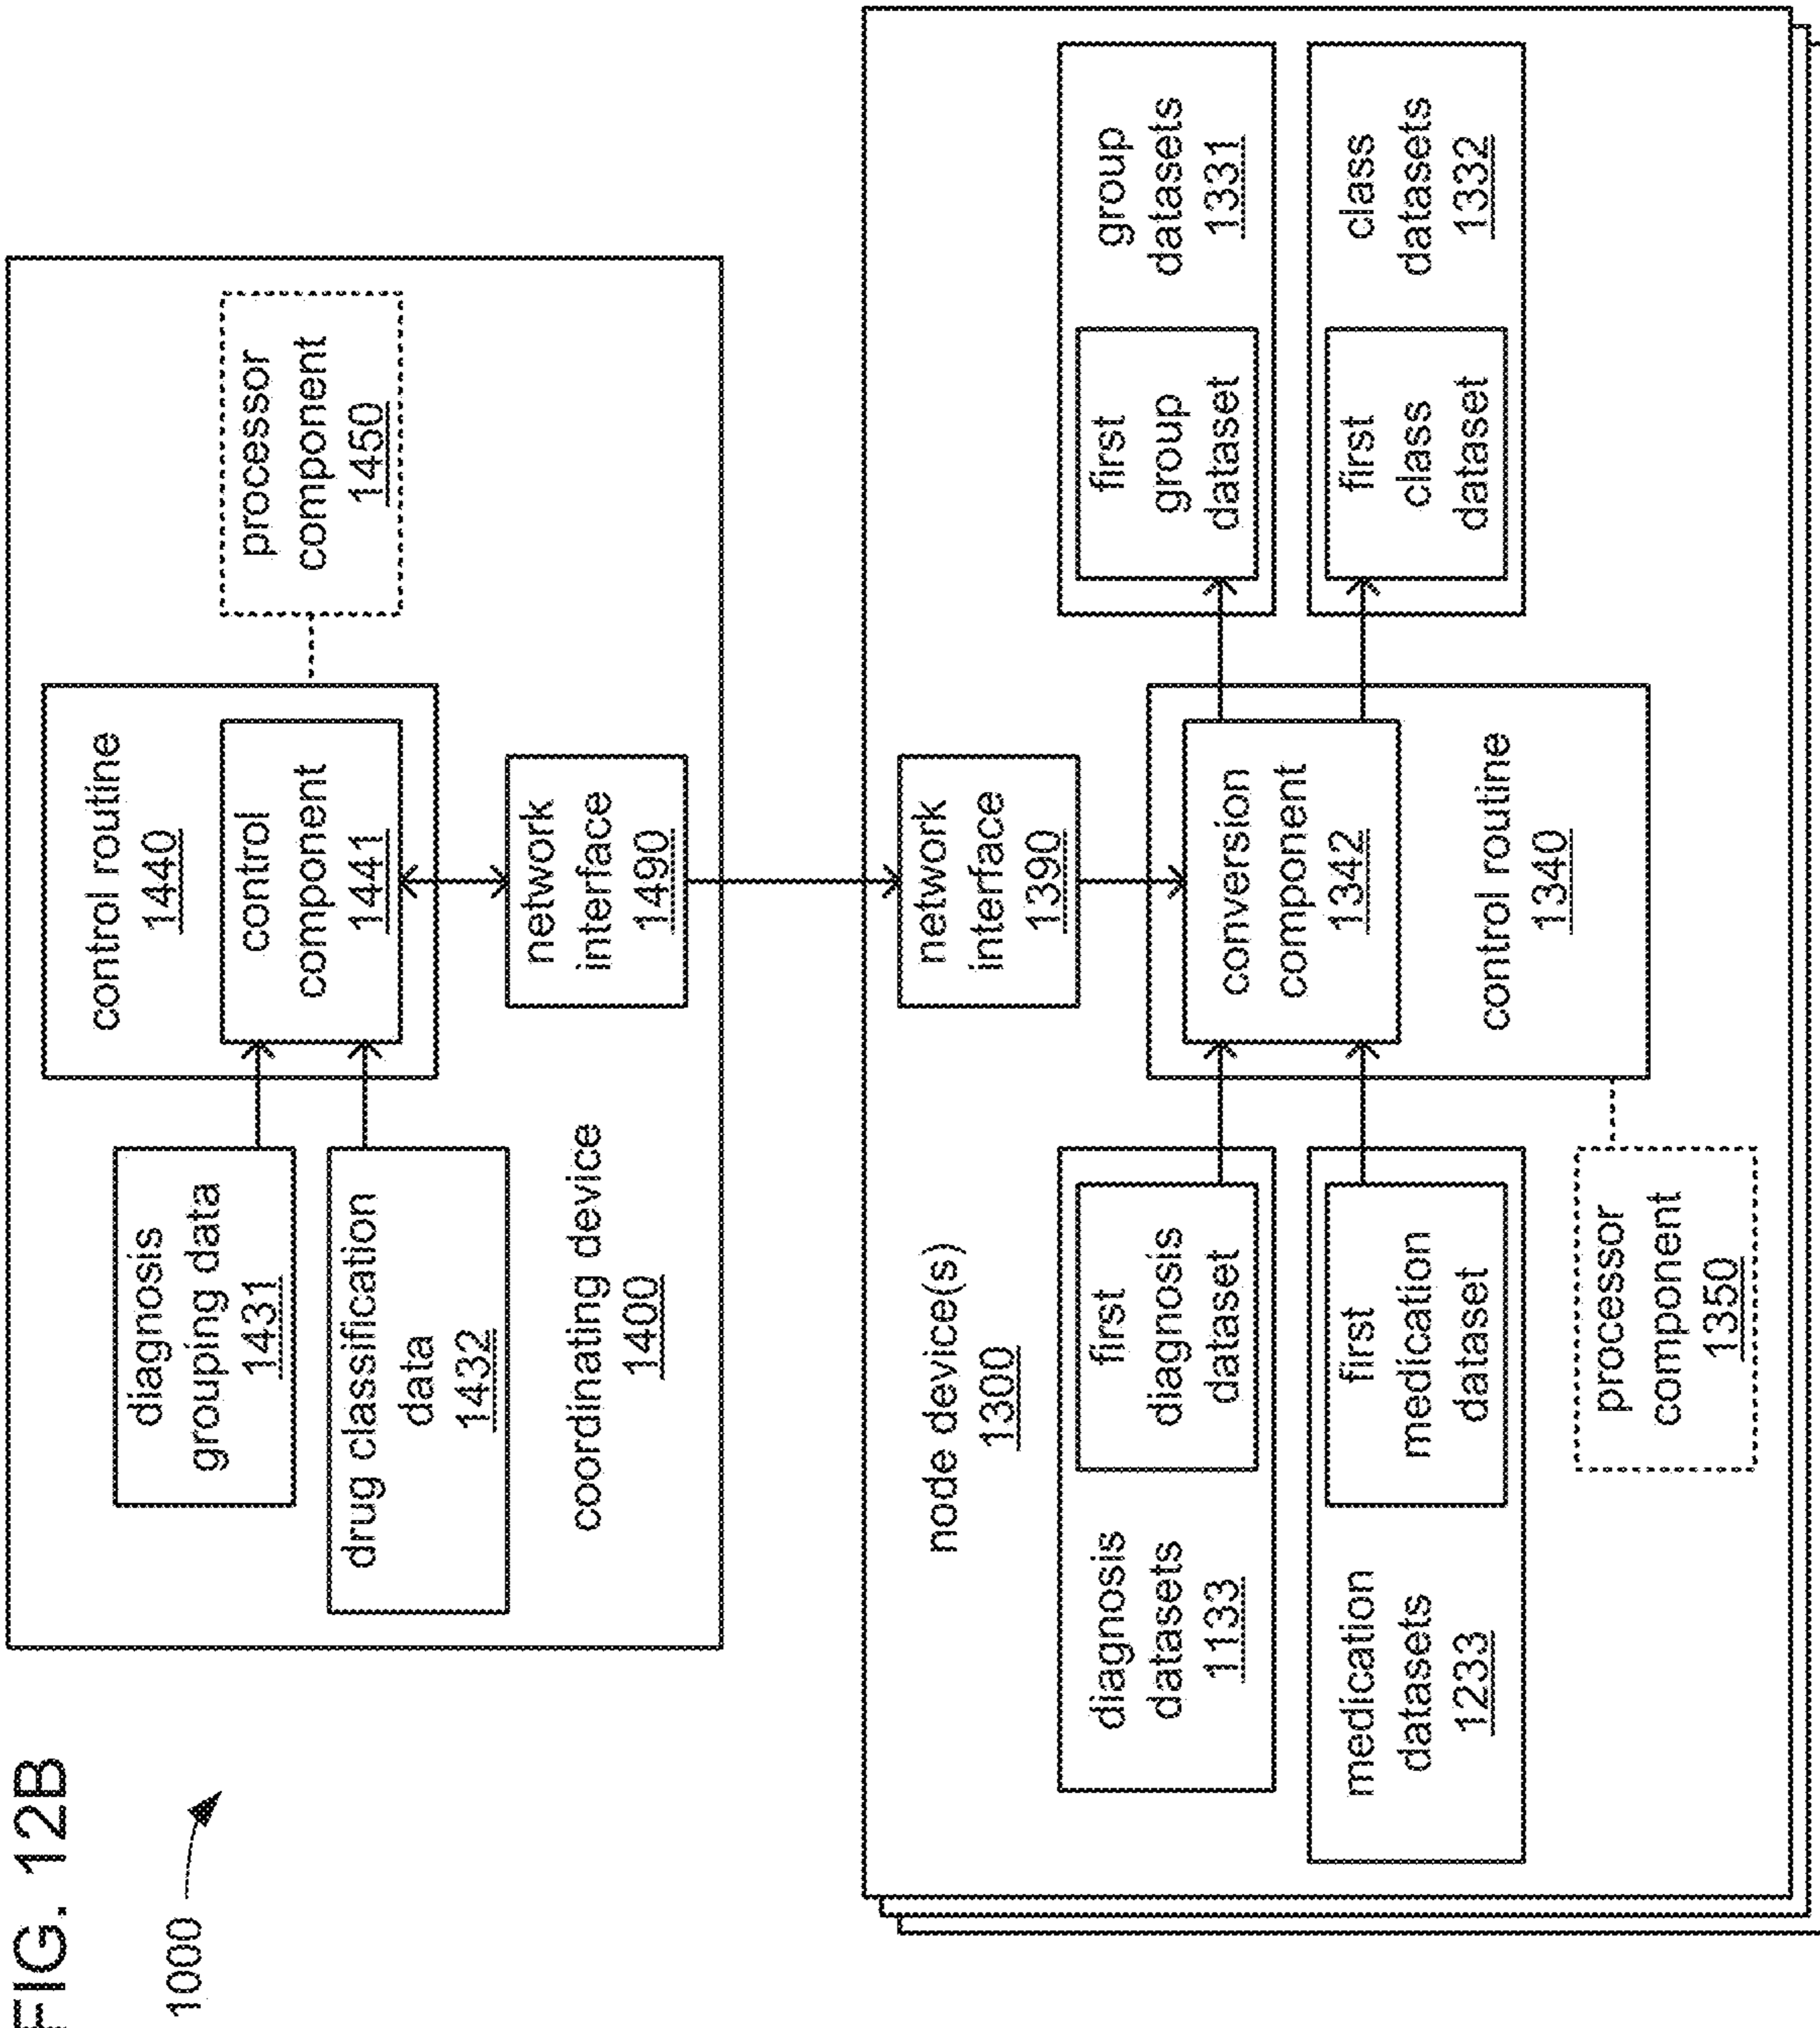 FIG. 12B
1000
diagnosis
grouping data
1431
drug classification
data
1432
coordinating device
1400
control routine
1440
control
component
1441
processor
component
1450
network
interface
1490
node device(s)
1300
network
interface
1390
diagnosis
datasets
1133
first
diagnosis
dataset
medication
datasets
1233
first
medication
dataset
conversion
component
1342
control routine
1340
processor
component
1350
first
group
dataset
group
datasets
1331
first
class
dataset
class
datasets
1332